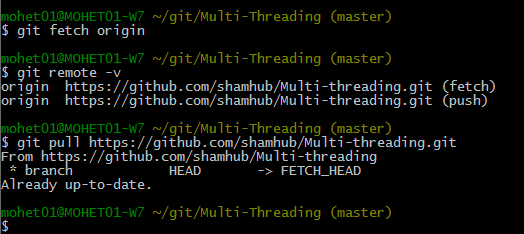 mohet01@MOHET01-W7 ~/git/Multi-Threading (master)
$ git fetch origin
mohet01@MOHET01-W7 ~/git/Multi-Threading (master)
$ git remote -v
origin  https://github.com/shamhub/Multi-threading.git (fetch)
origin  https://github.com/shamhub/Multi-threading.git (push)
mohet01@MOHET01-W7 ~/git/Multi-Threading (master)
$ git pull https://github.com/shamhub/Multi-threading.git
From https://github.com/shamhub/Multi-threading
 * branch            HEAD       -> FETCH_HEAD
Already up-to-date.
mohet01@MOHET01-W7 ~/git/Multi-Threading (master)
$